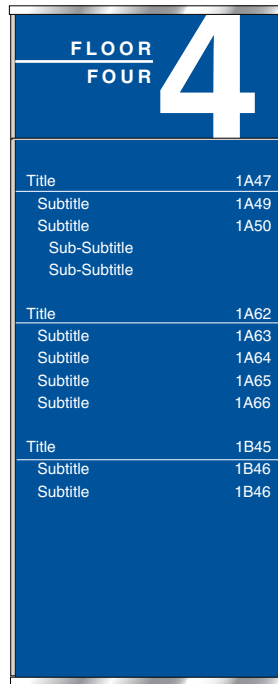 FLOOR
FOUR
4
Title 1A47
Subtitle 1A49
Subtitle 1A50
Sub-Subtitle
Sub-Subtitle
Title 1A62
Subtitle 1A63
Subtitle 1A64
Subtitle 1A65
Subtitle 1A66
Title 1B45
Subtitle 1B46
Subtitle 1B46